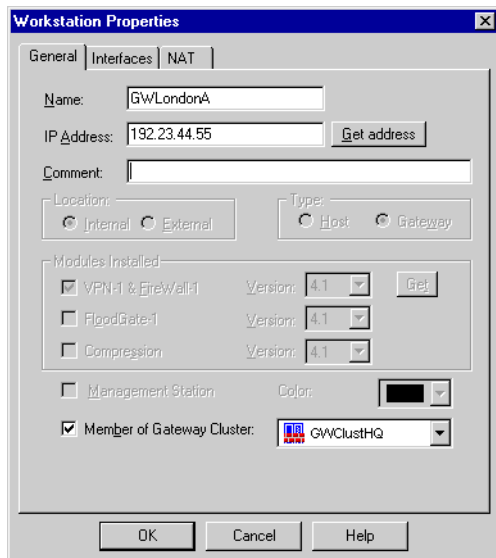 Workstation Properties
General Interfaces NAT
Name: GWLondonA
IP Address: 192.23.44.55 Get address
Comment:
Location: Type:
Internal External Host Gateway
Modules Installed
VPN-1 & FireWall-1 Version: 4.1 Get
FloodGate-1 Version: 4.1
Compression Version: 4.1
Management Station Color:
Member of Gateway Cluster: GWClustHQ
OK Cancel Help